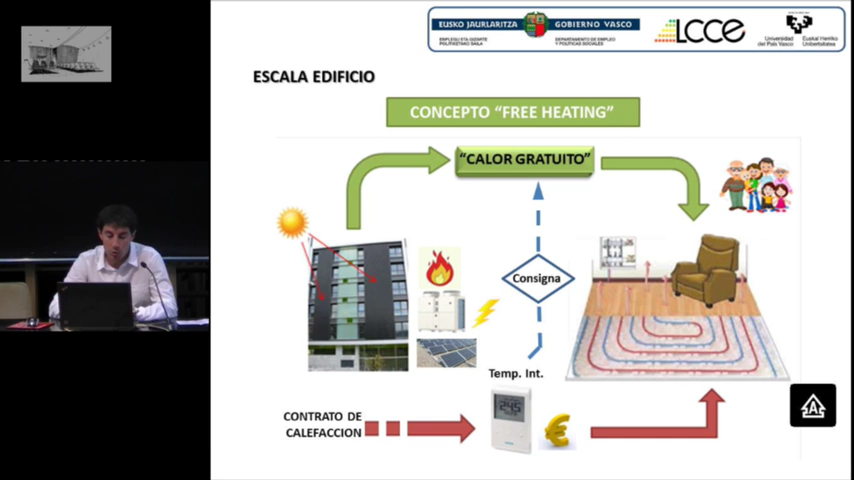 EUSKO JAURLARITZA
GOBIERNO VASCO
ENPLEGU ETA GIZARTE
POLITIKETAKO SAILA
DEPARTAMENTO DE EMPLEO
Y POLÍTICAS SOCIALES
LCCE
Universidad
del País Vasco
Euskal Herriko
Unibertsitatea
ESCALA EDIFICIO
CONCEPTO “FREE HEATING”
“CALOR GRATUITO”
Consigna
Temp. Int.
CONTRATO DE
CALEFACCION